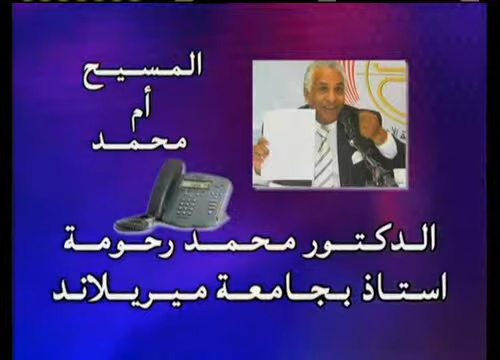 المسيح
أم
محمد
الدكتور محمد رحومة
استاذ بجامعة ميريلاند